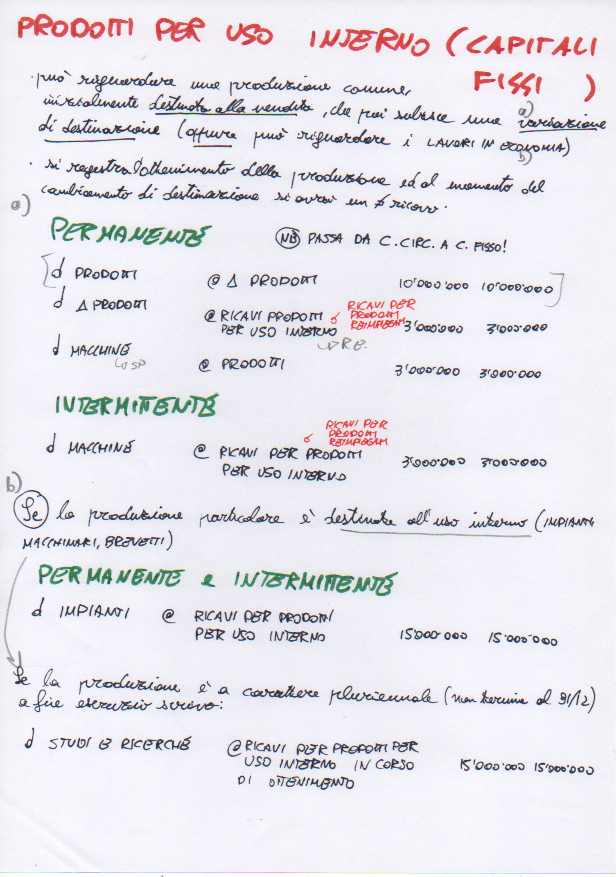 PRODOTTI PER USO INTERNO (CAPITALI
FISSI)
· può riguardare una produzione comune,
inizialmente destinata alla vendita, che poi subisce una variazione a)
di destinazione (oppure può riguardare i LAVORI IN ECONOMIA) b)
· si registra l'ottenimento della produzione ed al momento del
cambiamento di destinazione si avrà un ≠ ricavo.
a)
PERMANENTE NB PASSA DA C. CIRC. A C. FISSO!
d PRODOTTI @ Δ PRODOTTI 10'000'000 10'000'000
d Δ PRODOTTI @ RICAVI PRODOTTI PER USO INTERNO 3'000'000 3'000'000
o RICAVI PER
PRODOTTI
REIMPIEGATI
→ RE.
d MACCHINE @ PRODOTTI 3'000'000 3'000'000
→ SP
INTERMITTENTE
o RICAVI PER
PRODOTTI
REIMPIEGATI
d MACCHINE @ RICAVI PER PRODOTTI
PER USO INTERNO 3'000'000 3'000'000
b)
Se la produzione particolare è destinata all'uso interno (IMPIANTI,
MACCHINARI, BREVETTI)
PERMANENTE e INTERMITTENTE
d IMPIANTI @ RICAVI PER PRODOTTI
PER USO INTERNO 15'000'000 15'000'000
Se la produzione è a carattere pluriennale (non termina al 31/12)
a fine esercizio scrivo:
d STUDI E RICERCHE @ RICAVI PER PRODOTTI PER
USO INTERNO IN CORSO 15'000'000 15'000'000
DI OTTENIMENTO